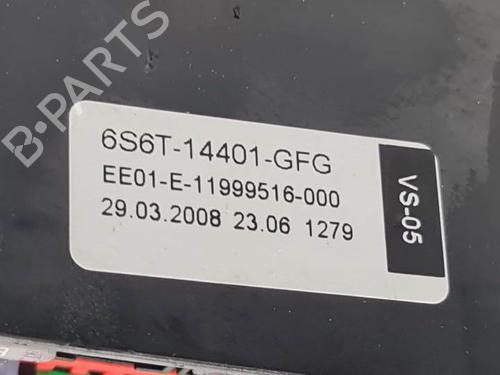 B-PARTS
6S6T-14401-GFG
EE01-E-11999516-000
29.03.2008 23.06 1279
VS-05